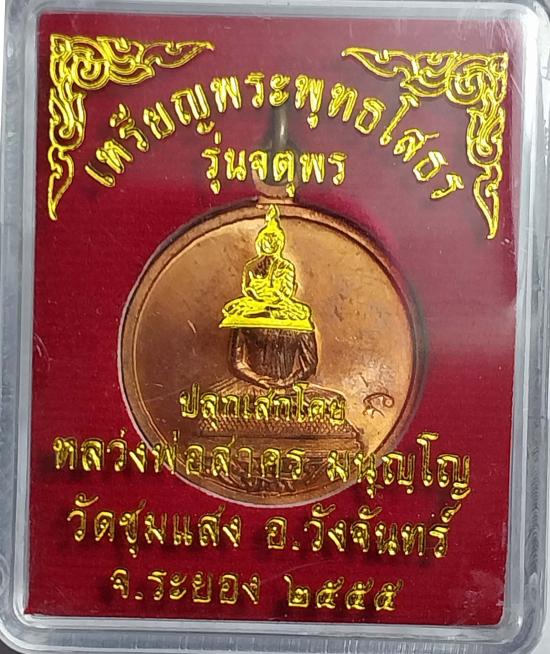 เหรียญพระพุทธโสธร
รุ่นจตุพร
ปลุกเสกโดย
หลวงพ่อสาคร มนุญฺโญ
วัดชุมแสง อ.วังจันทร์
จ.ระยอง ๒๕๕๕